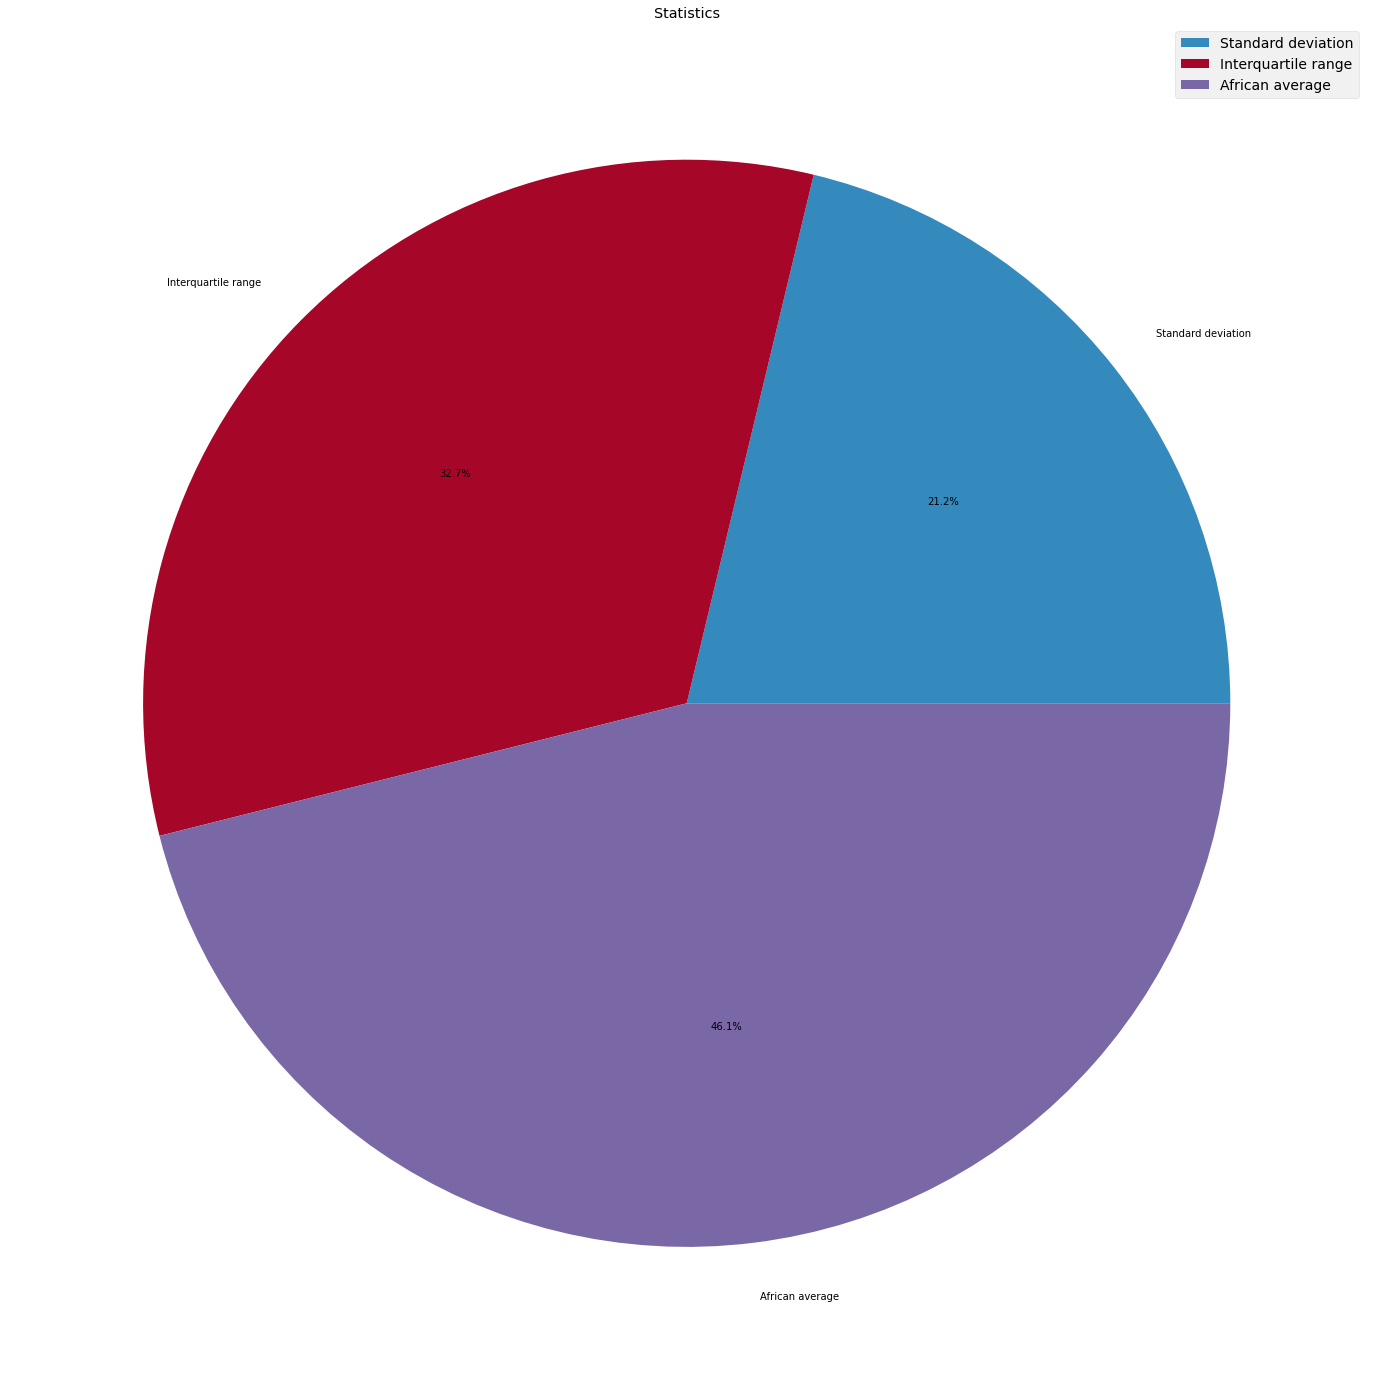 Statistics
Standard deviation
Interquartile range
African average
Interquartile range
Standard deviation
32.7%
21.2%
46.1%
African average